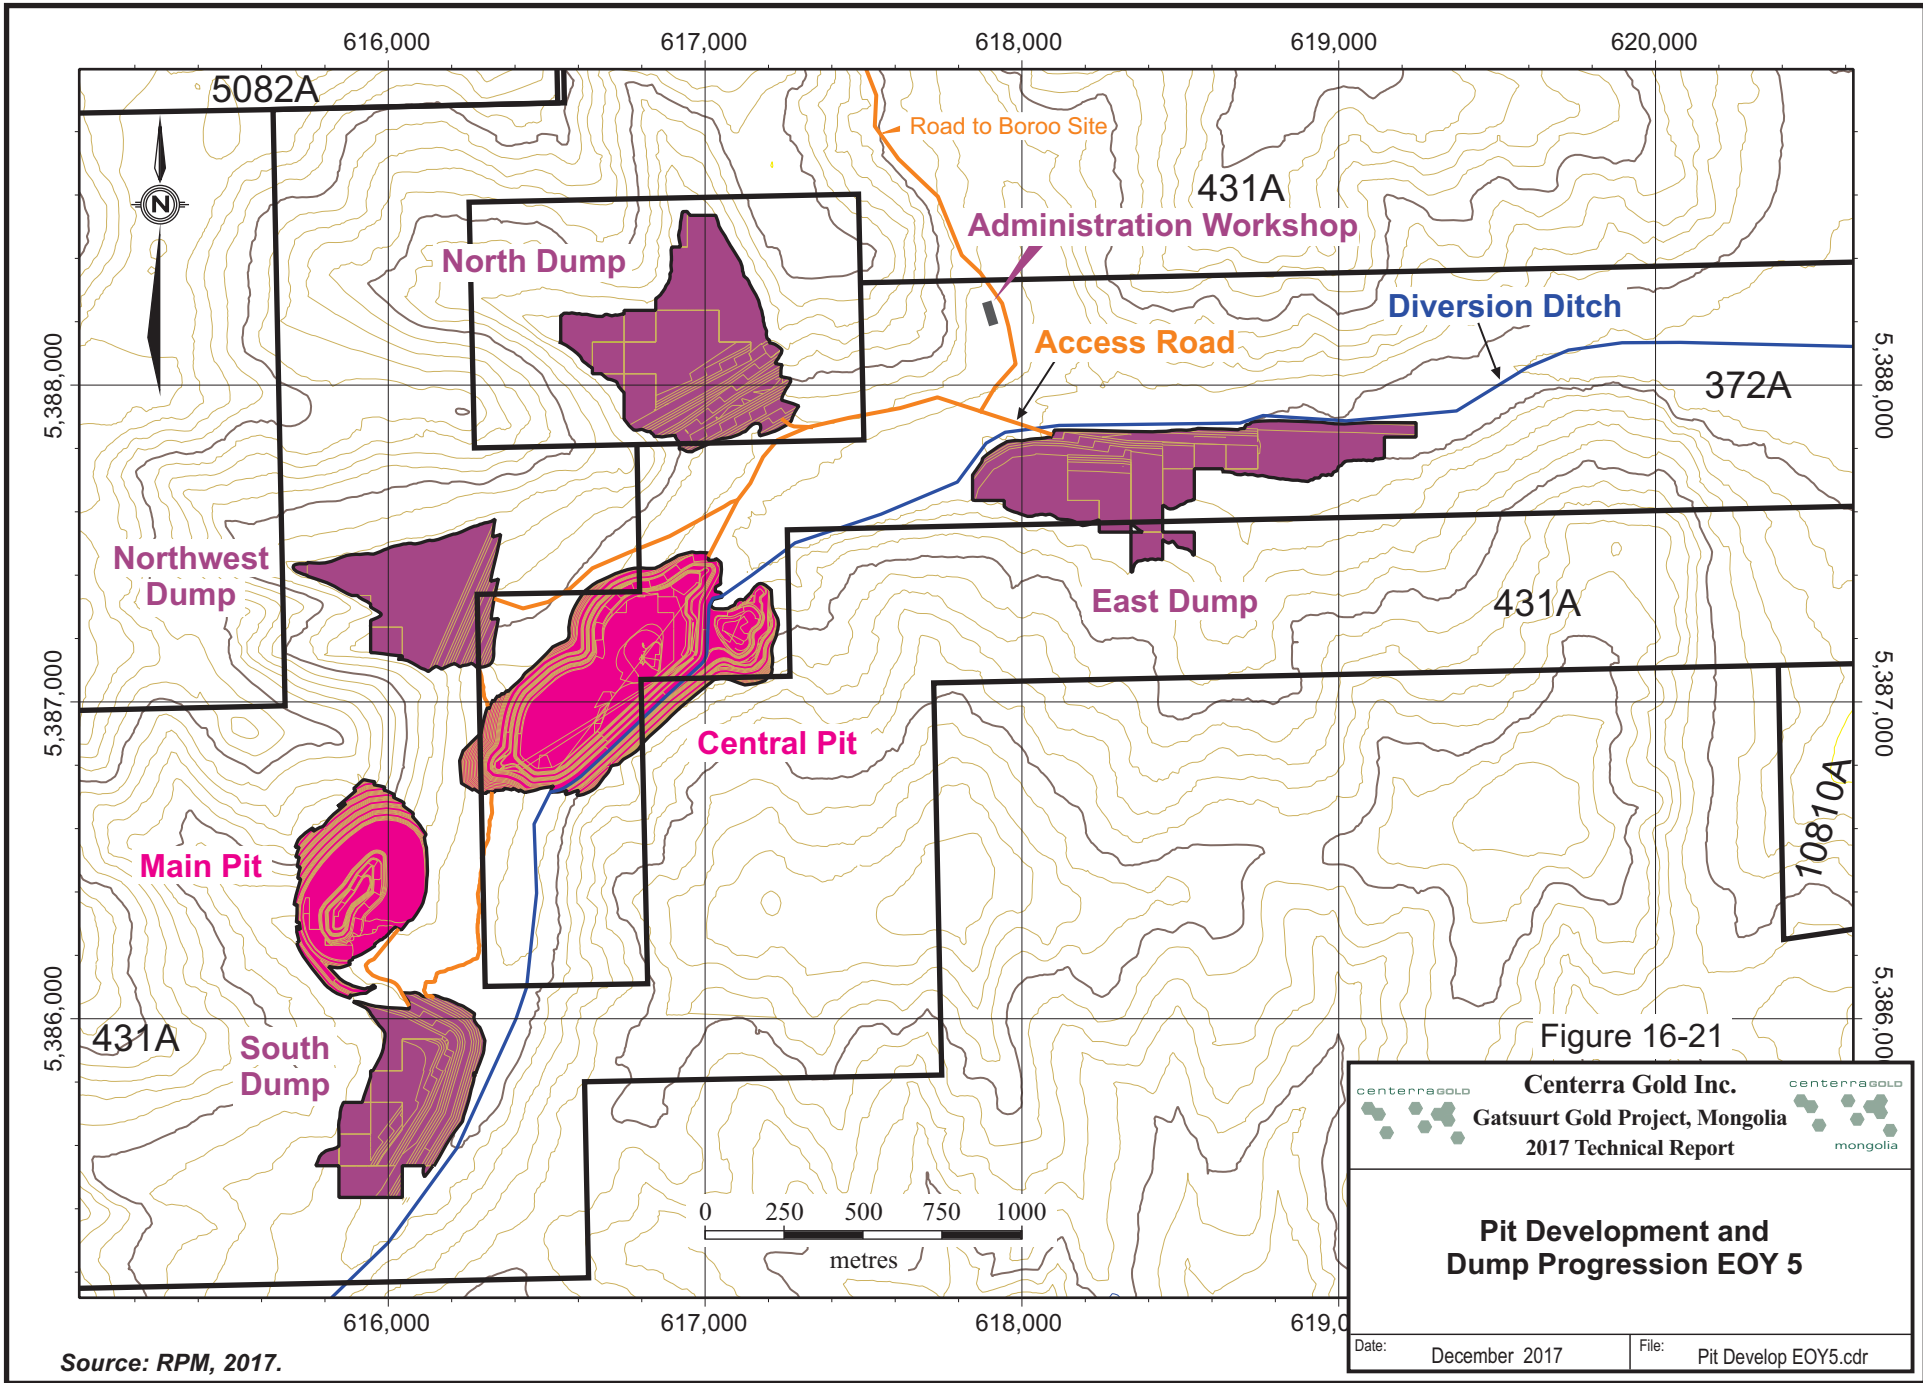 616,000
617,000
618,000
619,000
620,000
5082A
Road to Boroo Site
431A
Administration Workshop
North Dump
Diversion Ditch
Access Road
5,388,000
5,388,000
372A
Northwest
Dump
East Dump
431A
5,387,000
5,387,000
Central Pit
10810A
Main Pit
5,386,000
5,386,00
431A
South
Dump
Figure 16-21
centerraGOLD
Centerra Gold Inc.
Gatsuurt Gold Project, Mongolia
2017 Technical Report
centerraGOLD
mongolia
0 250 500 750 1000
metres
Pit Development and
Dump Progression EOY 5
616,000
617,000
618,000
619,0
Date: December 2017
File: Pit Develop EOY5.cdr
Source: RPM, 2017.
N